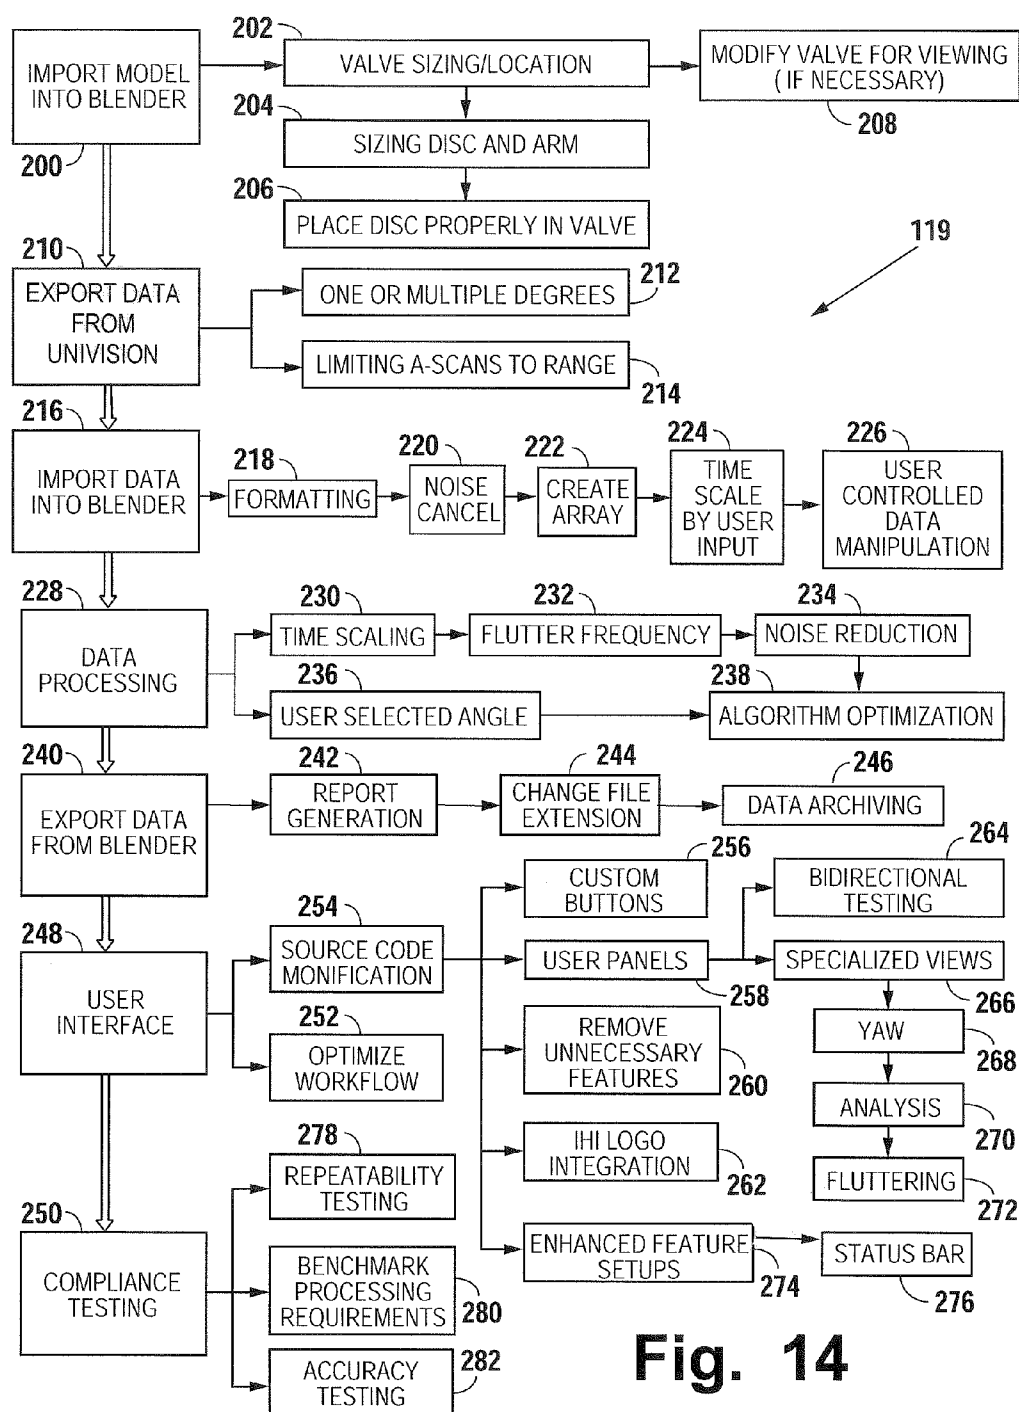 202
IMPORT MODEL
INTO BLENDER
200
VALVE SIZING/LOCATION
MODIFY VALVE FOR VIEWING
( IF NECESSARY)
208
204
SIZING DISC AND ARM
206
PLACE DISC PROPERLY IN VALVE
119
210
EXPORT DATA
FROM
UNIVISION
ONE OR MULTIPLE DEGREES
212
LIMITING A-SCANS TO RANGE
214
216
IMPORT DATA
INTO BLENDER
218
FORMATTING
220
NOISE
CANCEL
222
CREATE
ARRAY
224
TIME
SCALE
BY USER
INPUT
226
USER
CONTROLLED
DATA
MANIPULATION
228
DATA
PROCESSING
230
TIME SCALING
232
FLUTTER FREQUENCY
234
NOISE REDUCTION
236
USER SELECTED ANGLE
238
ALGORITHM OPTIMIZATION
240
EXPORT DATA
FROM BLENDER
242
REPORT
GENERATION
244
CHANGE FILE
EXTENSION
246
DATA ARCHIVING
248
USER
INTERFACE
254
SOURCE CODE
MONIFICATION
252
OPTIMIZE
WORKFLOW
256
CUSTOM
BUTTONS
USER PANELS
258
REMOVE
UNNECESSARY
FEATURES
260
IHI LOGO
INTEGRATION
262
264
BIDIRECTIONAL
TESTING
SPECIALIZED VIEWS
266
YAW
268
ANALYSIS
270
FLUTTERING
272
ENHANCED FEATURE
SETUPS
274
STATUS BAR
276
250
COMPLIANCE
TESTING
278
REPEATABILITY
TESTING
BENCHMARK
PROCESSING
REQUIREMENTS
280
ACCURACY
TESTING
282
Fig. 14